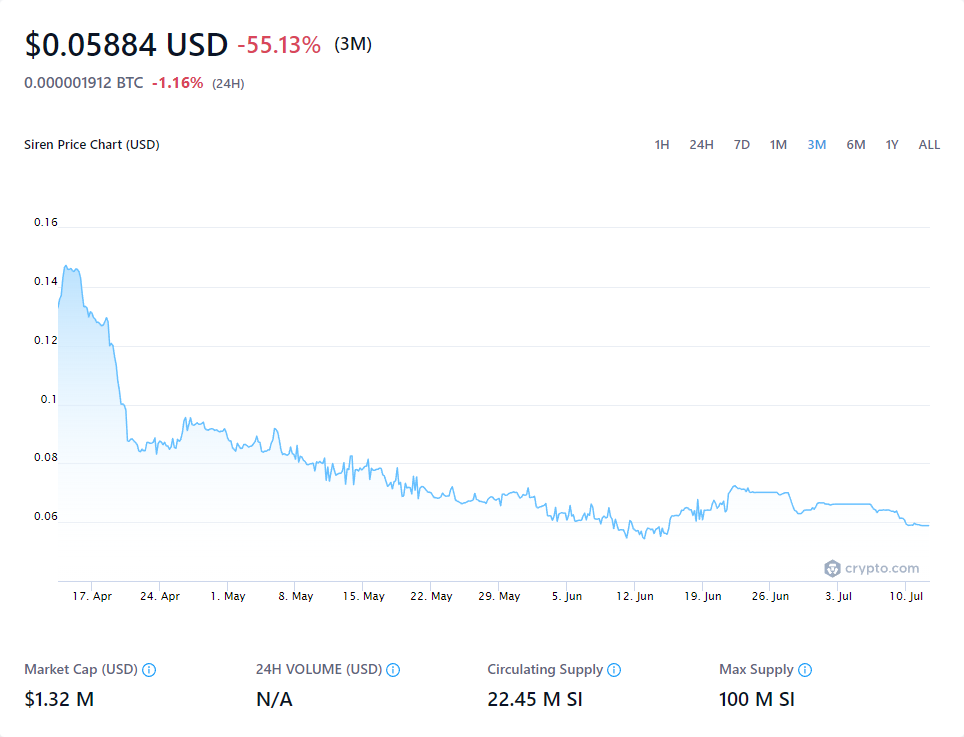 $0.05884 USD -55.13% (3M)
0.000001912 BTC -1.16% (24H)
Siren Price Chart (USD)
1H 24H 7D 1M 3M 6M 1Y ALL
0.16
0.14
0.12
0.1
0.08
0.06
crypto.com
17. Apr 24. Apr 1. May 8. May 15. May 22. May 29. May 5. Jun 12. Jun 19. Jun 26. Jun 3. Jul 10. Jul
Market Cap (USD) 24H VOLUME (USD) Circulating Supply Max Supply
$1.32 M N/A 22.45 M SI 100 M SI